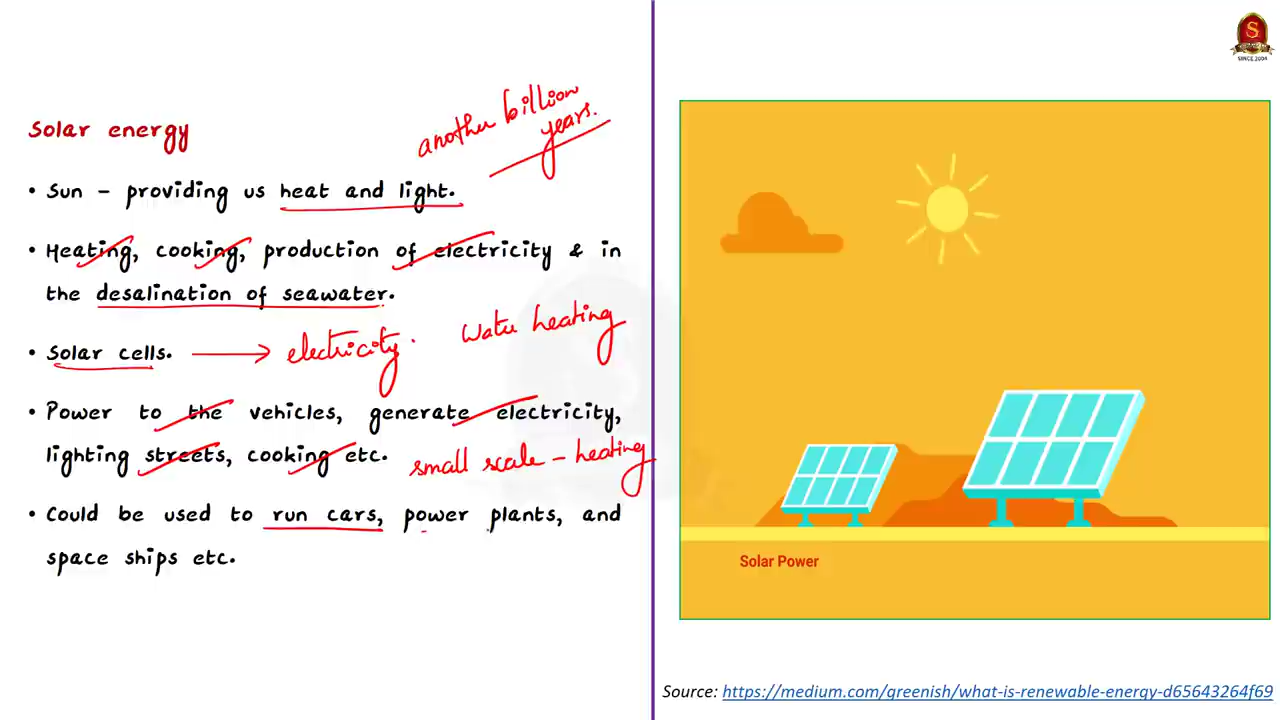 Solar energy
another billion
years.
• Sun – providing us heat and light.
• Heating, cooking, production of electricity & in
the desalination of seawater.
water heating
• Solar cells. → electricity.
• Power to the vehicles, generate electricity,
lighting streets, cooking etc.
small scale – heating
• Could be used to run cars, power plants, and
space ships etc.
S
SINCE 2004
Solar Power
Source: https://medium.com/greenish/what-is-renewable-energy-d65643264f69